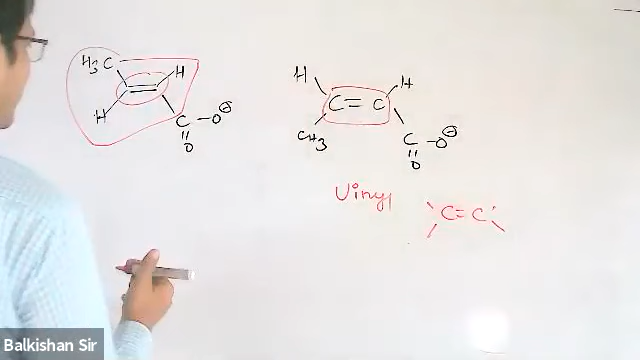 H₃C
H
H
C-O⊖
O
H
H
C=C
CH₃
C-O⊖
O
Vinyl
C=C
Balkishan Sir